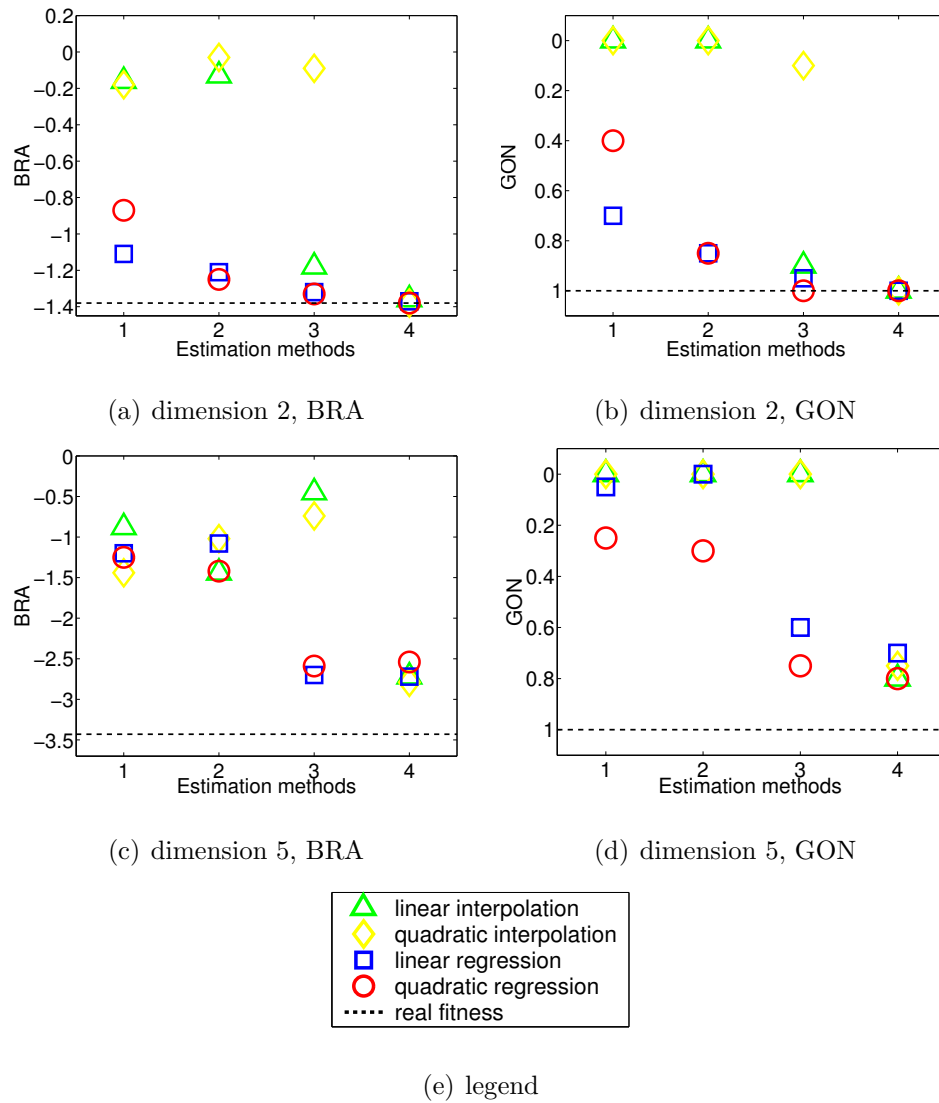 0.2
0
−0.2
−0.4
−0.6
−0.8
−1
−1.2
−1.4
BRA
1 2 3 4
Estimation methods
(a) dimension 2, BRA
0
0.2
0.4
0.6
0.8
1
GON
1 2 3 4
Estimation methods
(b) dimension 2, GON
0
−0.5
−1
−1.5
−2
−2.5
−3
−3.5
BRA
1 2 3 4
Estimation methods
(c) dimension 5, BRA
0
0.2
0.4
0.6
0.8
1
GON
1 2 3 4
Estimation methods
(d) dimension 5, GON
linear interpolation
quadratic interpolation
linear regression
quadratic regression
real fitness
(e) legend